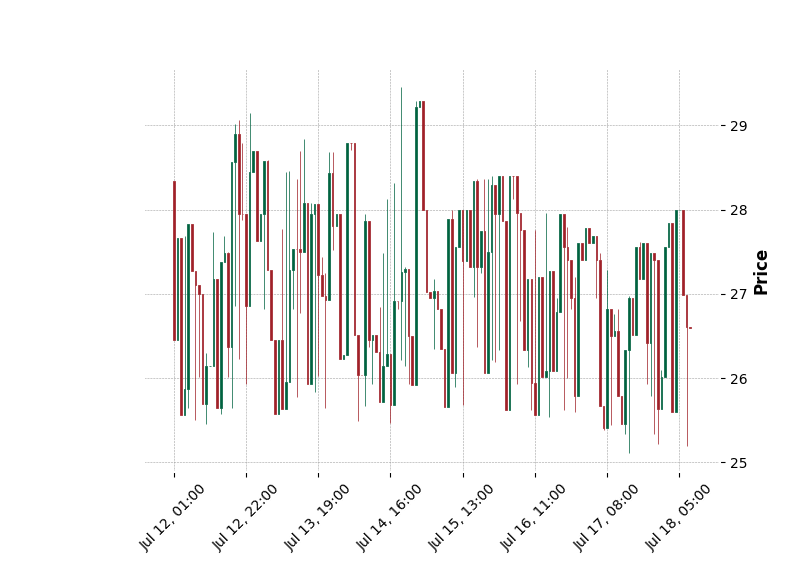 29
28
27
26
25
Price
Jul 12, 01:00
Jul 12, 22:00
Jul 13, 19:00
Jul 14, 16:00
Jul 15, 13:00
Jul 16, 11:00
Jul 17, 08:00
Jul 18, 05:00